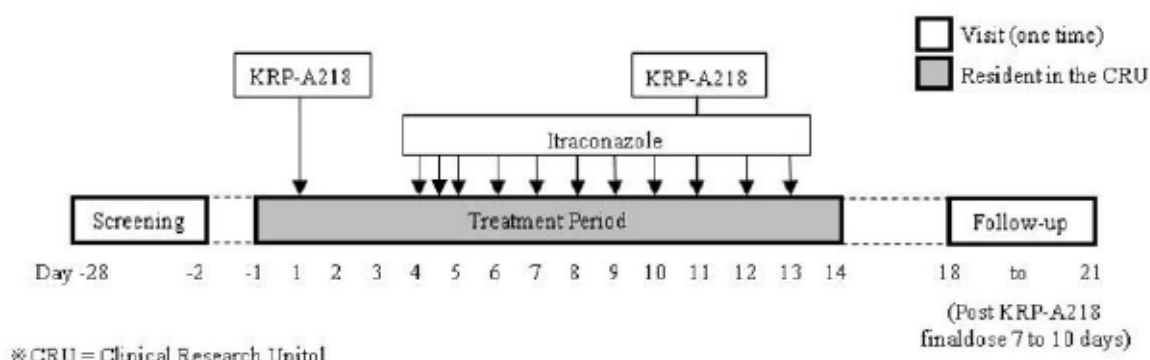 Visit (one time)
Resident in the CRU
KRP-A218
KRP-A218
Itraconazole
Screening
Treatment Period
Follow-up
Day -28 -2 -1 1 2 3 4 5 6 7 8 9 10 11 12 13 14 18 to 21
(Post KRP-A218
finaldose 7 to 10 days)
※CRU = Clinical Research Unitol